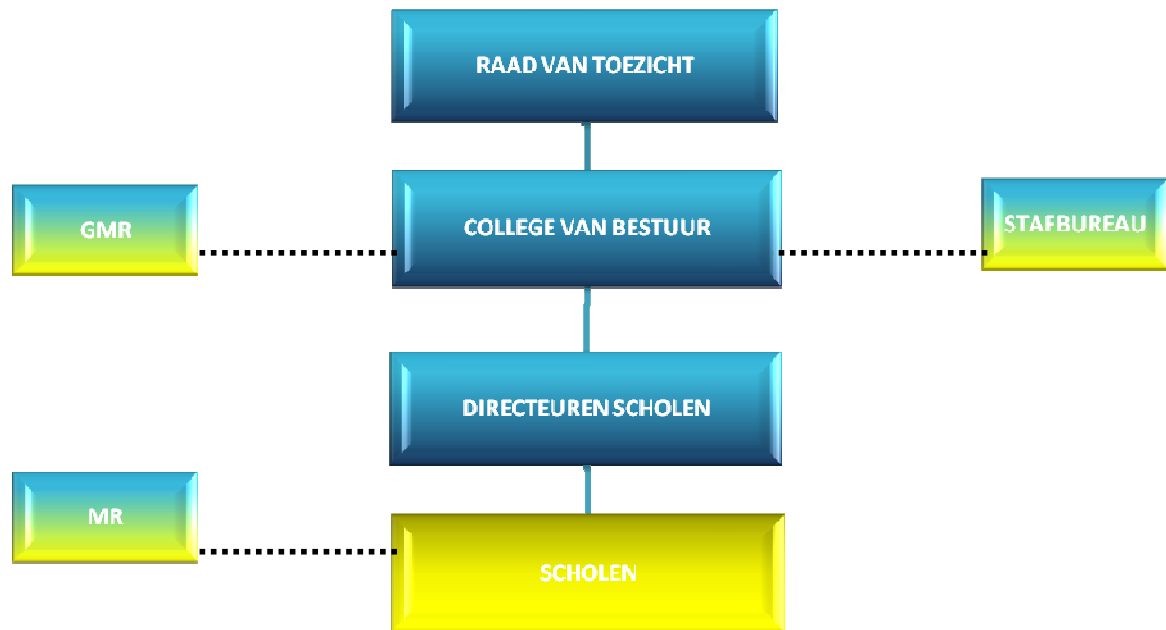 RAAD VAN TOEZICHT
GMR
COLLEGE VAN BESTUUR
STAFBUREAU
DIRECTEUREN SCHOLEN
MR
SCHOLEN